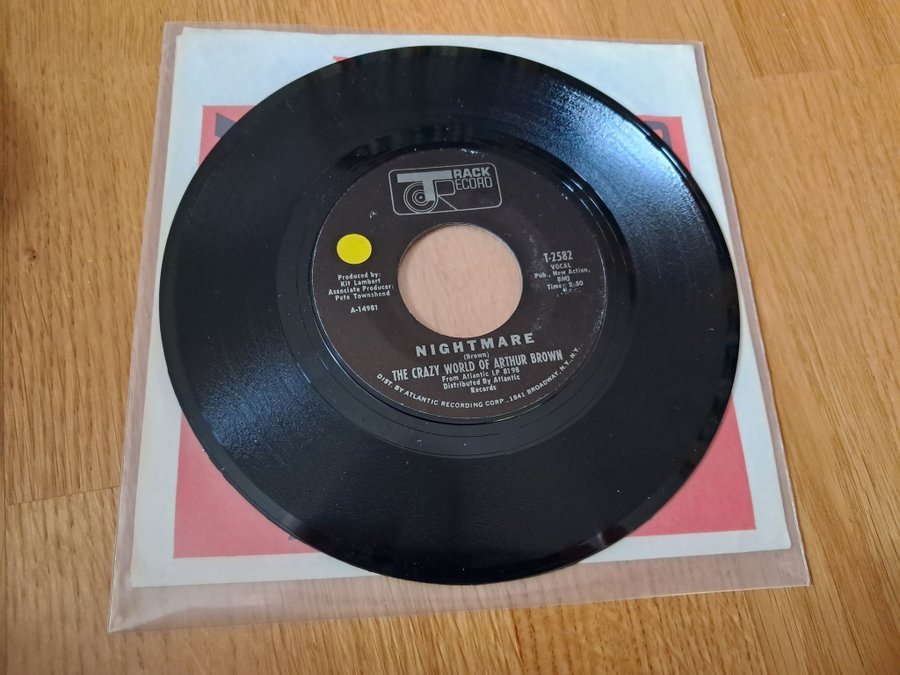 TRACK
RECORD
Produced by:
Kit Lambert
Associate Producer:
Pete Townshend
A-14981
T-2582
VOCAL
Pub., New Action,
BMI
Time: 2:50
NIGHTMARE
(Brown)
THE CRAZY WORLD OF ARTHUR BROWN
From Atlantic LP 8198
Distributed By Atlantic
Records
DIST. BY ATLANTIC RECORDING CORP., 1841 BROADWAY, N.Y., N.Y.